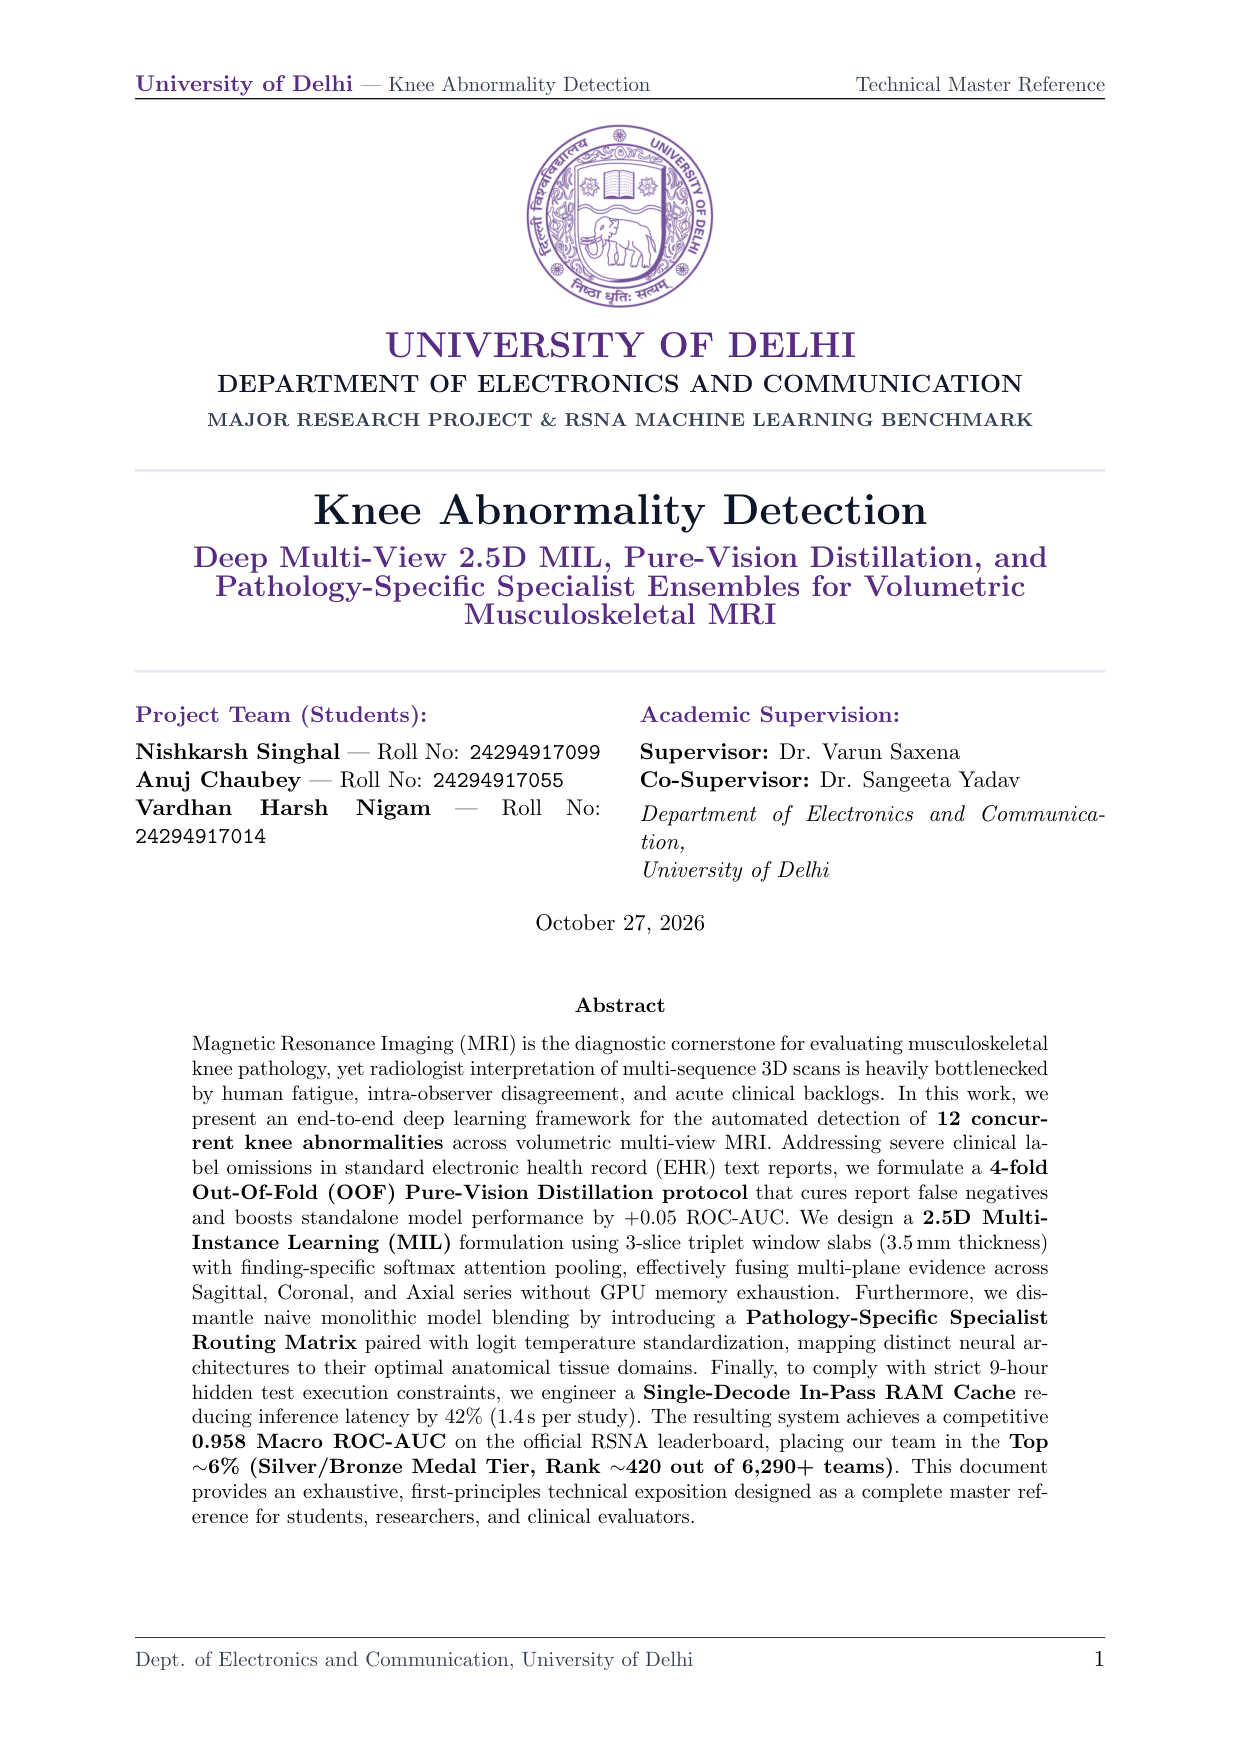 University of Delhi — Knee Abnormality Detection
Technical Master Reference
दिल्ली विश्वविद्यालय
UNIVERSITY OF DELHI
निष्ठा धृतिः सत्यम्
UNIVERSITY OF DELHI
DEPARTMENT OF ELECTRONICS AND COMMUNICATION
MAJOR RESEARCH PROJECT & RSNA MACHINE LEARNING BENCHMARK
Knee Abnormality Detection
Deep Multi-View 2.5D MIL, Pure-Vision Distillation, and
Pathology-Specific Specialist Ensembles for Volumetric
Musculoskeletal MRI
Project Team (Students):
Nishkarsh Singhal — Roll No: 24294917099
Anuj Chaubey — Roll No: 24294917055
Vardhan Harsh Nigam — Roll No:
24294917014
Academic Supervision:
Supervisor: Dr. Varun Saxena
Co-Supervisor: Dr. Sangeeta Yadav
Department of Electronics and Communica-
tion,
University of Delhi
October 27, 2026
Abstract
Magnetic Resonance Imaging (MRI) is the diagnostic cornerstone for evaluating musculoskeletal
knee pathology, yet radiologist interpretation of multi-sequence 3D scans is heavily bottlenecked
by human fatigue, intra-observer disagreement, and acute clinical backlogs. In this work, we
present an end-to-end deep learning framework for the automated detection of 12 concur-
rent knee abnormalities across volumetric multi-view MRI. Addressing severe clinical la-
bel omissions in standard electronic health record (EHR) text reports, we formulate a 4-fold
Out-Of-Fold (OOF) Pure-Vision Distillation protocol that cures report false negatives
and boosts standalone model performance by +0.05 ROC-AUC. We design a 2.5D Multi-
Instance Learning (MIL) formulation using 3-slice triplet window slabs (3.5 mm thickness)
with finding-specific softmax attention pooling, effectively fusing multi-plane evidence across
Sagittal, Coronal, and Axial series without GPU memory exhaustion. Furthermore, we dis-
mantle naive monolithic model blending by introducing a Pathology-Specific Specialist
Routing Matrix paired with logit temperature standardization, mapping distinct neural ar-
chitectures to their optimal anatomical tissue domains. Finally, to comply with strict 9-hour
hidden test execution constraints, we engineer a Single-Decode In-Pass RAM Cache re-
ducing inference latency by 42% (1.4 s per study). The resulting system achieves a competitive
0.958 Macro ROC-AUC on the official RSNA leaderboard, placing our team in the Top
∼6% (Silver/Bronze Medal Tier, Rank ∼420 out of 6,290+ teams). This document
provides an exhaustive, first-principles technical exposition designed as a complete master ref-
erence for students, researchers, and clinical evaluators.
Dept. of Electronics and Communication, University of Delhi
1